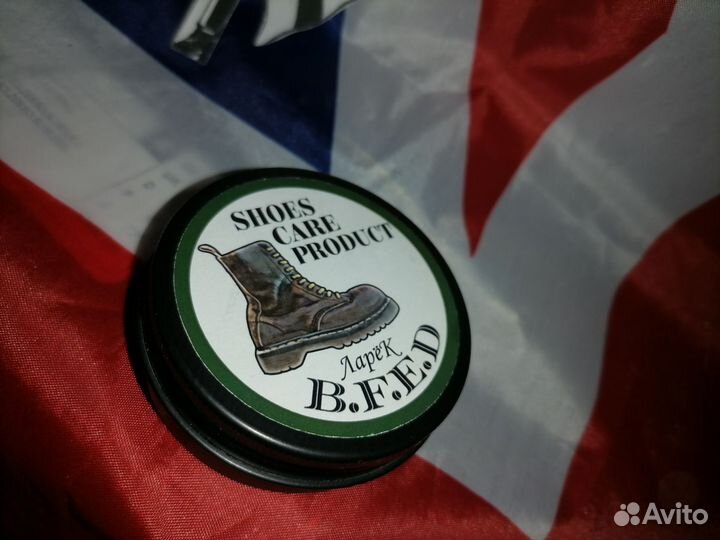 SHOES
CARE
PRODUCT
Ларёк
B.F.E.D
Avito